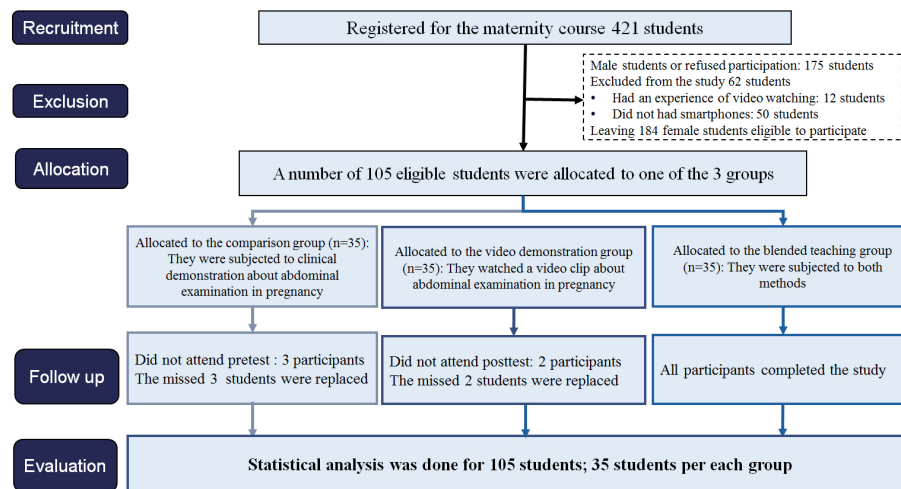 Recruitment
Registered for the maternity course 421 students
Exclusion
Male students or refused participation: 175 students
Excluded from the study 62 students
• Had an experience of video watching: 12 students
• Did not had smartphones: 50 students
Leaving 184 female students eligible to participate
Allocation
A number of 105 eligible students were allocated to one of the 3 groups
Allocated to the comparison group (n=35):
They were subjected to clinical
demonstration about abdominal
examination in pregnancy
Allocated to the video demonstration group
(n=35): They watched a video clip about
abdominal examination in pregnancy
Allocated to the blended teaching group
(n=35): They were subjected to both
methods
Follow up
Did not attend pretest : 3 participants
The missed 3 students were replaced
Did not attend posttest: 2 participants
The missed 2 students were replaced
All participants completed the study
Evaluation
Statistical analysis was done for 105 students; 35 students per each group